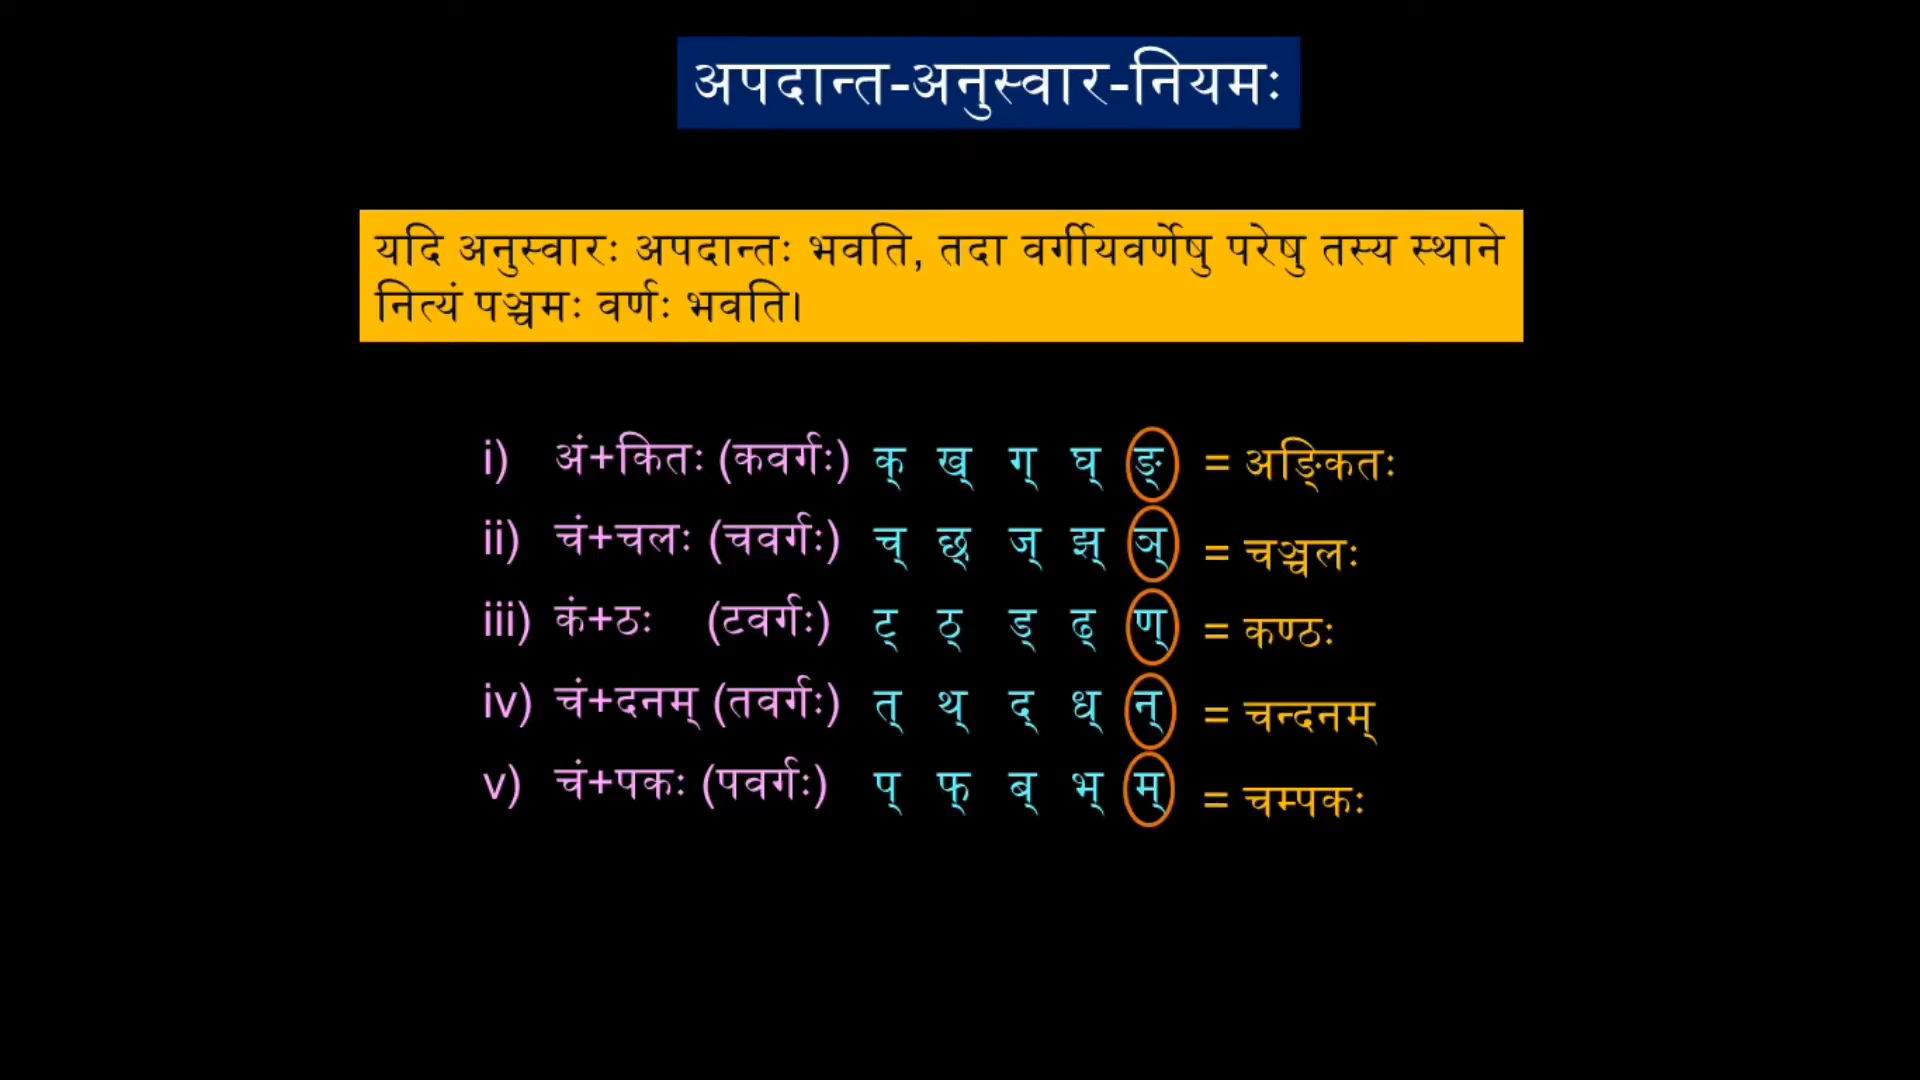 अपदान्त-अनुस्वार-नियमः
यदि अनुस्वारः अपदान्तः भवति, तदा वर्गीयवर्णेषु परेषु तस्य स्थाने
नित्यं पञ्चमः वर्णः भवति।
i) अं+कितः (कवर्गः) क् ख् ग् घ् ङ् = अङ्कितः
ii) चं+चलः (चवर्गः) च् छ् ज् झ् ञ् = चञ्चलः
iii) कं+ठः (टवर्गः) ट् ठ् ड् ढ् ण् = कण्ठः
iv) चं+दनम् (तवर्गः) त् थ् द् ध् न् = चन्दनम्
v) चं+पकः (पवर्गः) प् फ् ब् भ् म् = चम्पकः